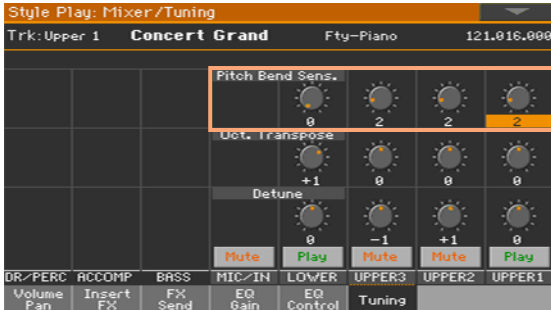 Style Play: Mixer/Tuning
Trk:Upper 1 Concert Grand Fty-Piano 121.016.000
Pitch Bend Sens.
0 2 2 2
Oct. Transpose
+1 0 0 0
Detune
0 -1 +1 0
Mute Play Mute Mute Play
DR/PERC ACCOMP BASS MIC/IN LOWER UPPER3 UPPER2 UPPER1
Volume Pan Insert FX FX Send EQ Gain EQ Control Tuning